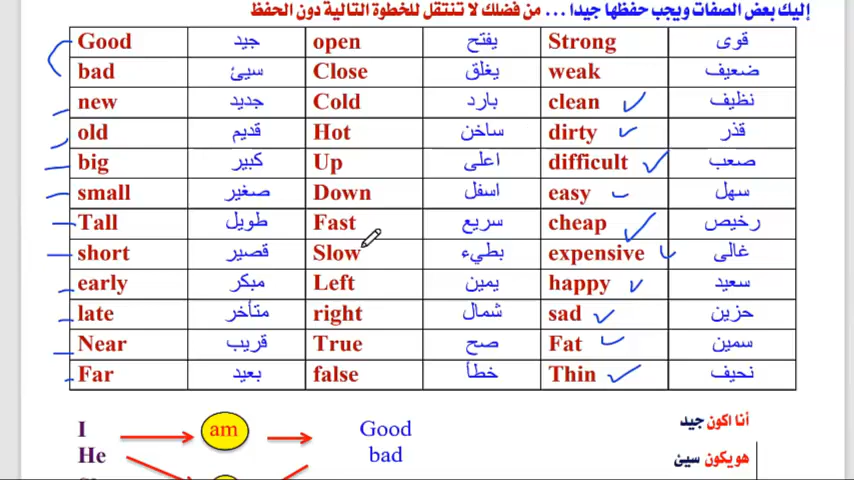 إليك بعض الصفات ويجب حفظها جيدا ... من فضلك لا تنتقل للخطوة التالية دون الحفظ
Good جيد open يفتح Strong قوى
bad سيئ Close يغلق weak ضعيف
new جديد Cold بارد clean نظيف
old قديم Hot ساخن dirty قذر
big كبير Up اعلى difficult صعب
small صغير Down اسفل easy سهل
Tall طويل Fast سريع cheap رخيص
short قصير Slow بطيء expensive غالى
early مبكر Left يمين happy سعيد
late متأخر right شمال sad حزين
Near قريب True صح Fat سمين
Far بعيد false خطأ Thin نحيف
I am Good أنا اكون جيد
He bad هو يكون سيئ